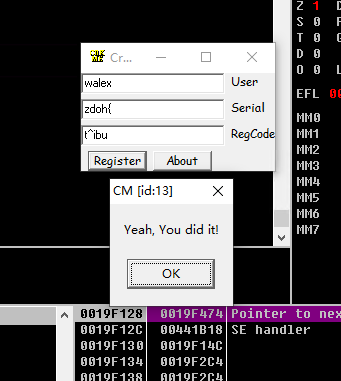 Z 1 D
S 0 F
T 0 G
D 0
O 0 L
EFL 00
MM0
MM1
MM2
MM3
MM4
MM5
MM6
MM7
Cr...
walex User
zdoh{ Serial
t^ibu RegCode
Register About
CM [id:13]
Yeah, You did it!
OK
0019F128 0019F474 Pointer to nex
0019F12C 00441B18 SE handler
0019F130 0019F14C
0019F134 0019F2C4
0019F138 0019F2C4